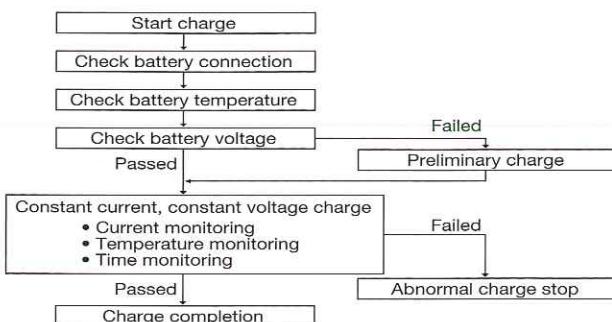 Start charge
Check battery connection
Check battery temperature
Check battery voltage
Failed
Passed
Preliminary charge
Constant current, constant voltage charge
• Current monitoring
• Temperature monitoring
• Time monitoring
Failed
Passed
Abnormal charge stop
Charge completion